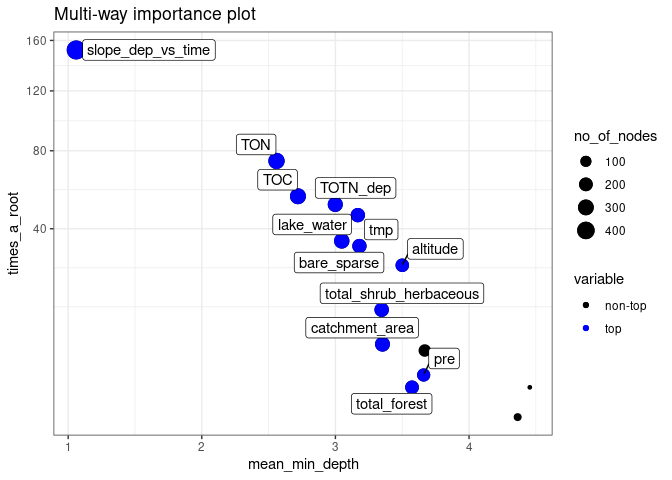 Multi-way importance plot
160
120
80
40
times_a_root
slope_dep_vs_time
TON
TOC
TOTN_dep
lake_water
tmp
bare_sparse
altitude
total_shrub_herbaceous
catchment_area
pre
total_forest
1
2
3
4
mean_min_depth
no_of_nodes
100
200
300
400
variable
non-top
top